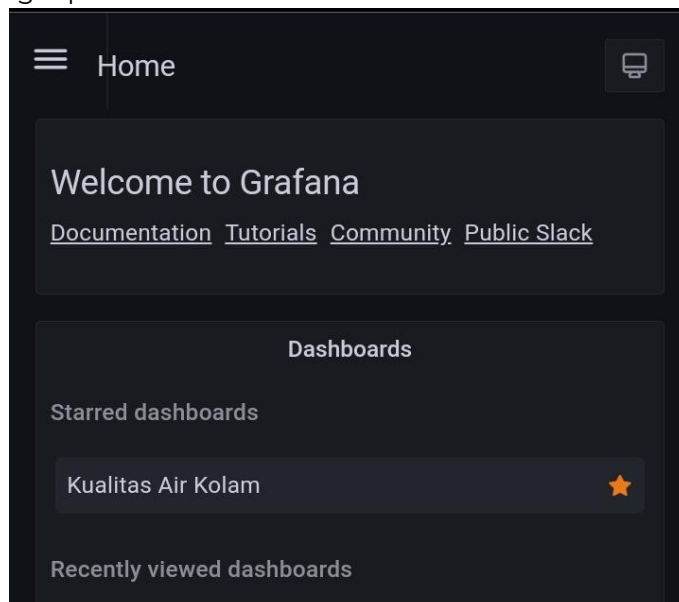 Home
Welcome to Grafana
Documentation Tutorials Community Public Slack
Dashboards
Starred dashboards
Kualitas Air Kolam
Recently viewed dashboards